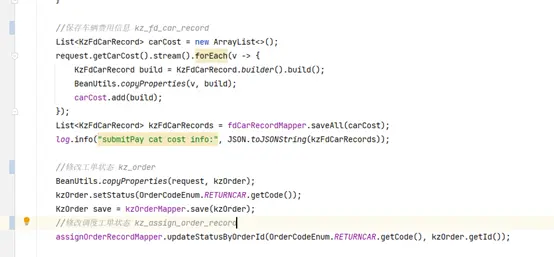 }
//保存车辆费用信息 kz_fd_car_record
List<KzFdCarRecord> carCost = new ArrayList<>();
request.getCarCost().stream().forEach(v -> {
KzFdCarRecord build = KzFdCarRecord.builder().build();
BeanUtils.copyProperties(v, build);
carCost.add(build);
});
List<KzFdCarRecord> kzFdCarRecords = fdCarRecordMapper.saveAll(carCost);
log.info("submitPay cat cost info:", JSON.toJSONString(kzFdCarRecords));
//修改工单状态 kz_order
BeanUtils.copyProperties(request, kzOrder);
kzOrder.setStatus(OrderCodeEnum.RETURNCAR.getCode());
KzOrder save = kzOrderMapper.save(kzOrder);
//修改调度工单状态 kz_assign_order_record
assignOrderRecordMapper.updateStatusByOrderId(OrderCodeEnum.RETURNCAR.getCode(), kzOrder.getId());